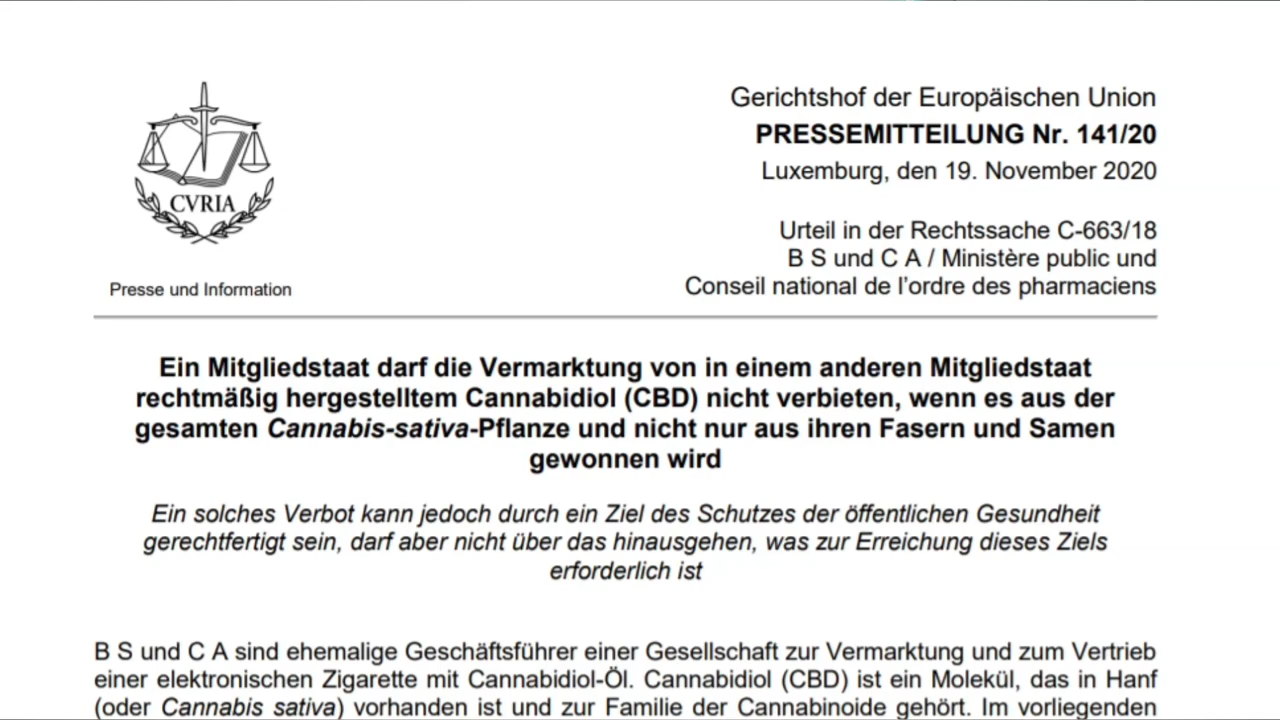 CVRIA
Presse und Information
Gerichtshof der Europäischen Union
PRESSEMITTEILUNG Nr. 141/20
Luxemburg, den 19. November 2020
Urteil in der Rechtssache C-663/18
B S und C A / Ministère public und
Conseil national de l’ordre des pharmaciens
Ein Mitgliedstaat darf die Vermarktung von in einem anderen Mitgliedstaat
rechtmäßig hergestelltem Cannabidiol (CBD) nicht verbieten, wenn es aus der
gesamten Cannabis-sativa-Pflanze und nicht nur aus ihren Fasern und Samen
gewonnen wird
Ein solches Verbot kann jedoch durch ein Ziel des Schutzes der öffentlichen Gesundheit
gerechtfertigt sein, darf aber nicht über das hinausgehen, was zur Erreichung dieses Ziels
erforderlich ist
B S und C A sind ehemalige Geschäftsführer einer Gesellschaft zur Vermarktung und zum Vertrieb
einer elektronischen Zigarette mit Cannabidiol-Öl. Cannabidiol (CBD) ist ein Molekül, das in Hanf
(oder Cannabis sativa) vorhanden ist und zur Familie der Cannabinoide gehört. Im vorliegenden